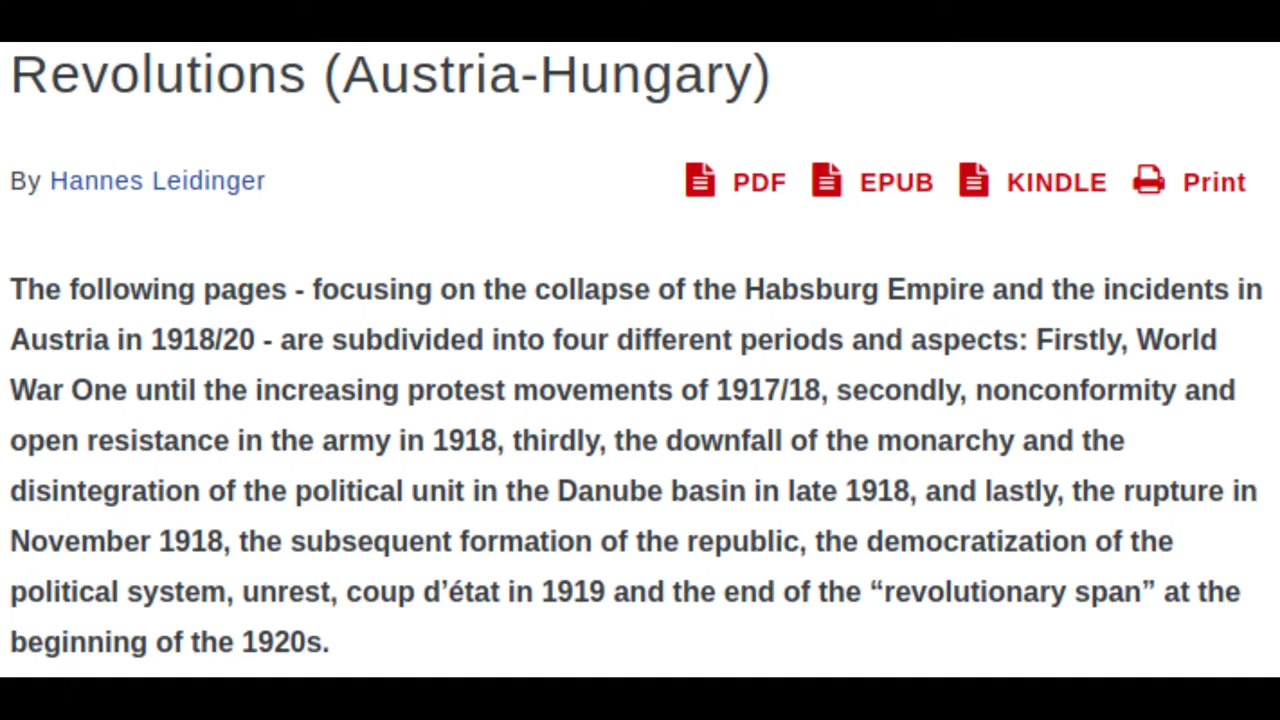 Revolutions (Austria-Hungary)
By Hannes Leidinger
PDF EPUB KINDLE Print
The following pages - focusing on the collapse of the Habsburg Empire and the incidents in
Austria in 1918/20 - are subdivided into four different periods and aspects: Firstly, World
War One until the increasing protest movements of 1917/18, secondly, nonconformity and
open resistance in the army in 1918, thirdly, the downfall of the monarchy and the
disintegration of the political unit in the Danube basin in late 1918, and lastly, the rupture in
November 1918, the subsequent formation of the republic, the democratization of the
political system, unrest, coup d’état in 1919 and the end of the “revolutionary span” at the
beginning of the 1920s.